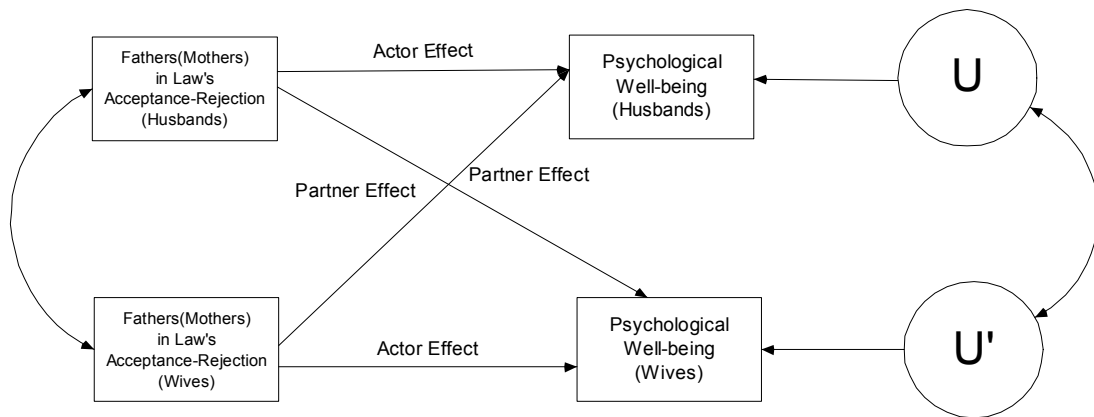 Fathers(Mothers)
in Law's
Acceptance-Rejection
(Husbands)
Actor Effect
Psychological
Well-being
(Husbands)
U
Partner Effect
Partner Effect
Fathers(Mothers)
in Law's
Acceptance-Rejection
(Wives)
Actor Effect
Psychological
Well-being
(Wives)
U'